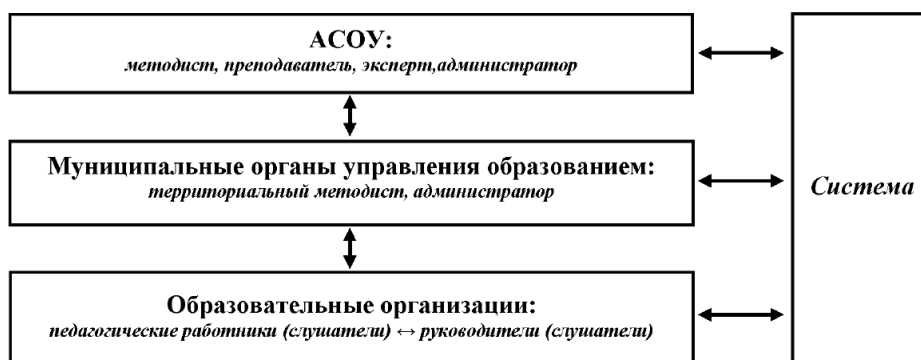 АСОУ:
методист, преподаватель, эксперт,администратор
Муниципальные органы управления образованием:
территориальный методист, администратор
Система
Образовательные организации:
педагогические работники (слушатели) ↔ руководители (слушатели)